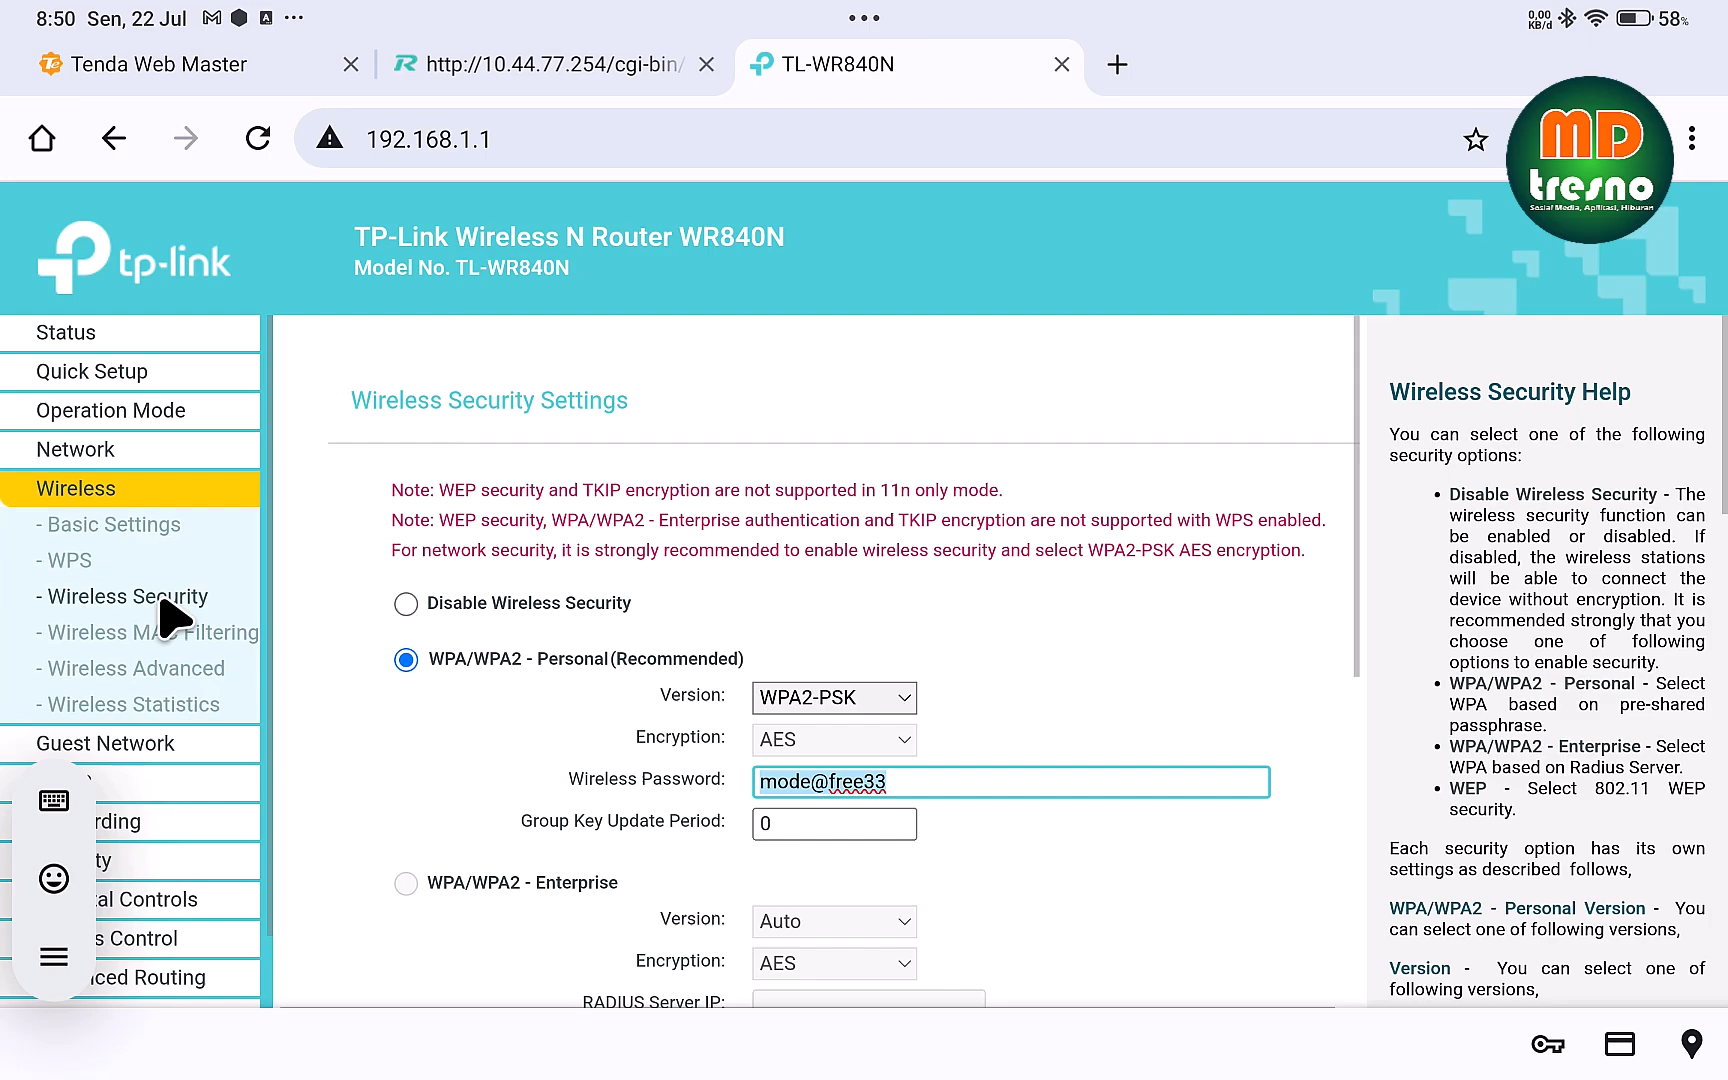 8:50 Sen, 22 Jul
0,00
KB/d
58%
Tenda Web Master
http://10.44.77.254/cgi-bin/
TL-WR840N
192.168.1.1
MD
tresno
Sosial Media, Aplikasi, Hiburan
tp-link
TP-Link Wireless N Router WR840N
Model No. TL-WR840N
Status
Quick Setup
Operation Mode
Network
Wireless
- Basic Settings
- WPS
- Wireless Security
- Wireless MAC Filtering
- Wireless Advanced
- Wireless Statistics
Guest Network
rding
ty
al Controls
s Control
ced Routing
Wireless Security Settings
Note: WEP security and TKIP encryption are not supported in 11n only mode.
Note: WEP security, WPA/WPA2 - Enterprise authentication and TKIP encryption are not supported with WPS enabled.
For network security, it is strongly recommended to enable wireless security and select WPA2-PSK AES encryption.
Disable Wireless Security
WPA/WPA2 - Personal(Recommended)
Version: WPA2-PSK
Encryption: AES
Wireless Password: mode@free33
Group Key Update Period: 0
WPA/WPA2 - Enterprise
Version: Auto
Encryption: AES
RADIUS Server IP:
Wireless Security Help
You can select one of the following
security options:
• Disable Wireless Security - The
wireless security function can
be enabled or disabled. If
disabled, the wireless stations
will be able to connect the
device without encryption. It is
recommended strongly that you
choose one of following
options to enable security.
• WPA/WPA2 - Personal - Select
WPA based on pre-shared
passphrase.
• WPA/WPA2 - Enterprise - Select
WPA based on Radius Server.
• WEP - Select 802.11 WEP
security.
Each security option has its own
settings as described follows,
WPA/WPA2 - Personal Version - You
can select one of following versions,
Version - You can select one of
following versions,